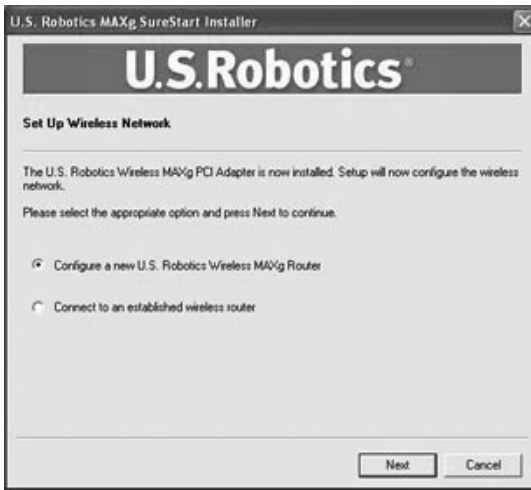 U.S. Robotics MAXg SureStart Installer
U.S.Robotics®
Set Up Wireless Network
The U.S. Robotics Wireless MAXg PCI Adapter is now installed. Setup will now configure the wireless
network.
Please select the appropriate option and press Next to continue.
Configure a new U.S. Robotics Wireless MAXg Router
Connect to an established wireless router
Next
Cancel